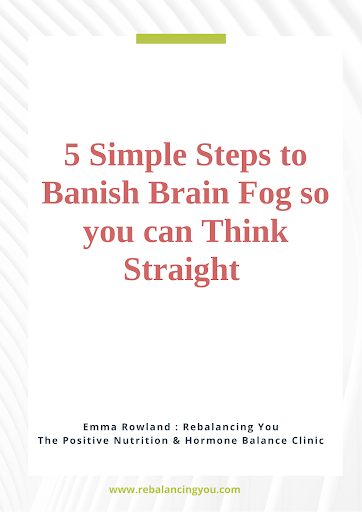 5 Simple Steps to
Banish Brain Fog so
you can Think
Straight
Emma Rowland : Rebalancing You
The Positive Nutrition & Hormone Balance Clinic
www.rebalancingyou.com